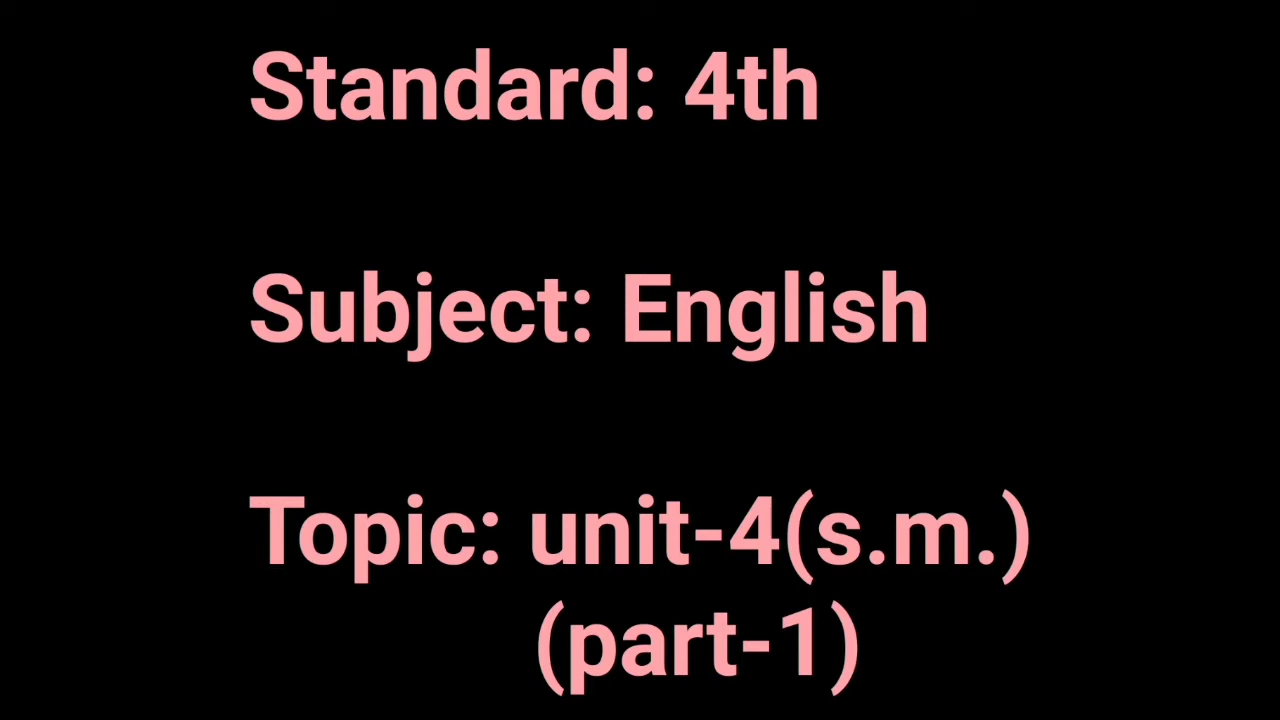 Standard: 4th
Subject: English
Topic: unit-4(s.m.)
(part-1)